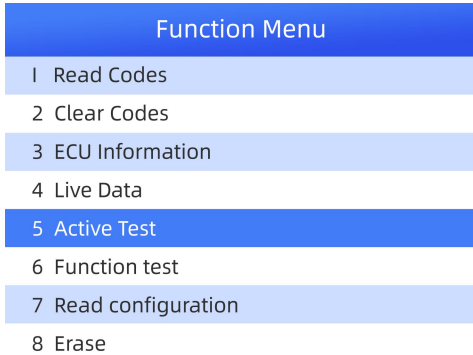 Function Menu
1 Read Codes
2 Clear Codes
3 ECU Information
4 Live Data
5 Active Test
6 Function test
7 Read configuration
8 Erase